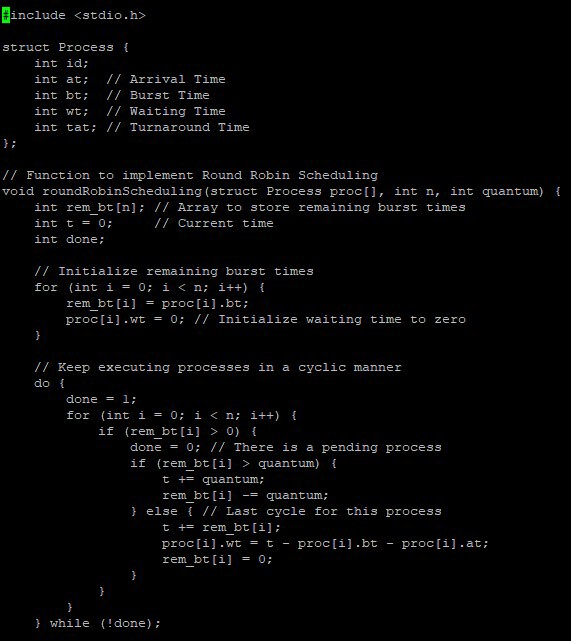 #include <stdio.h>

struct Process {
    int id;
    int at;  // Arrival Time
    int bt;  // Burst Time
    int wt;  // Waiting Time
    int tat; // Turnaround Time
};

// Function to implement Round Robin Scheduling
void roundRobinScheduling(struct Process proc[], int n, int quantum) {
    int rem_bt[n]; // Array to store remaining burst times
    int t = 0;     // Current time
    int done;

    // Initialize remaining burst times
    for (int i = 0; i < n; i++) {
        rem_bt[i] = proc[i].bt;
        proc[i].wt = 0; // Initialize waiting time to zero
    }

    // Keep executing processes in a cyclic manner
    do {
        done = 1;
        for (int i = 0; i < n; i++) {
            if (rem_bt[i] > 0) {
                done = 0; // There is a pending process
                if (rem_bt[i] > quantum) {
                    t += quantum;
                    rem_bt[i] -= quantum;
                } else { // Last cycle for this process
                    t += rem_bt[i];
                    proc[i].wt = t - proc[i].bt - proc[i].at;
                    rem_bt[i] = 0;
                }
            }
        }
    } while (!done);